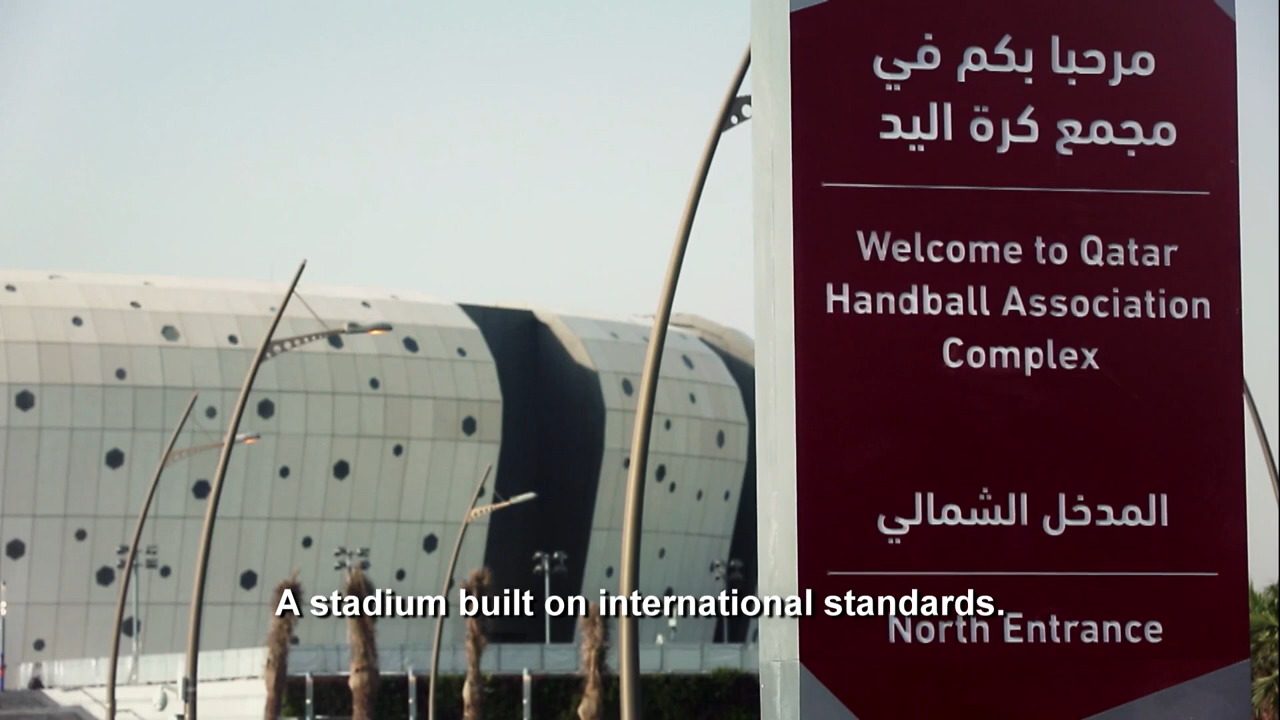 مرحبا بكم في
مجمع كرة اليد
Welcome to Qatar
Handball Association
Complex
المدخل الشمالي
A stadium built on international standards.
North Entrance